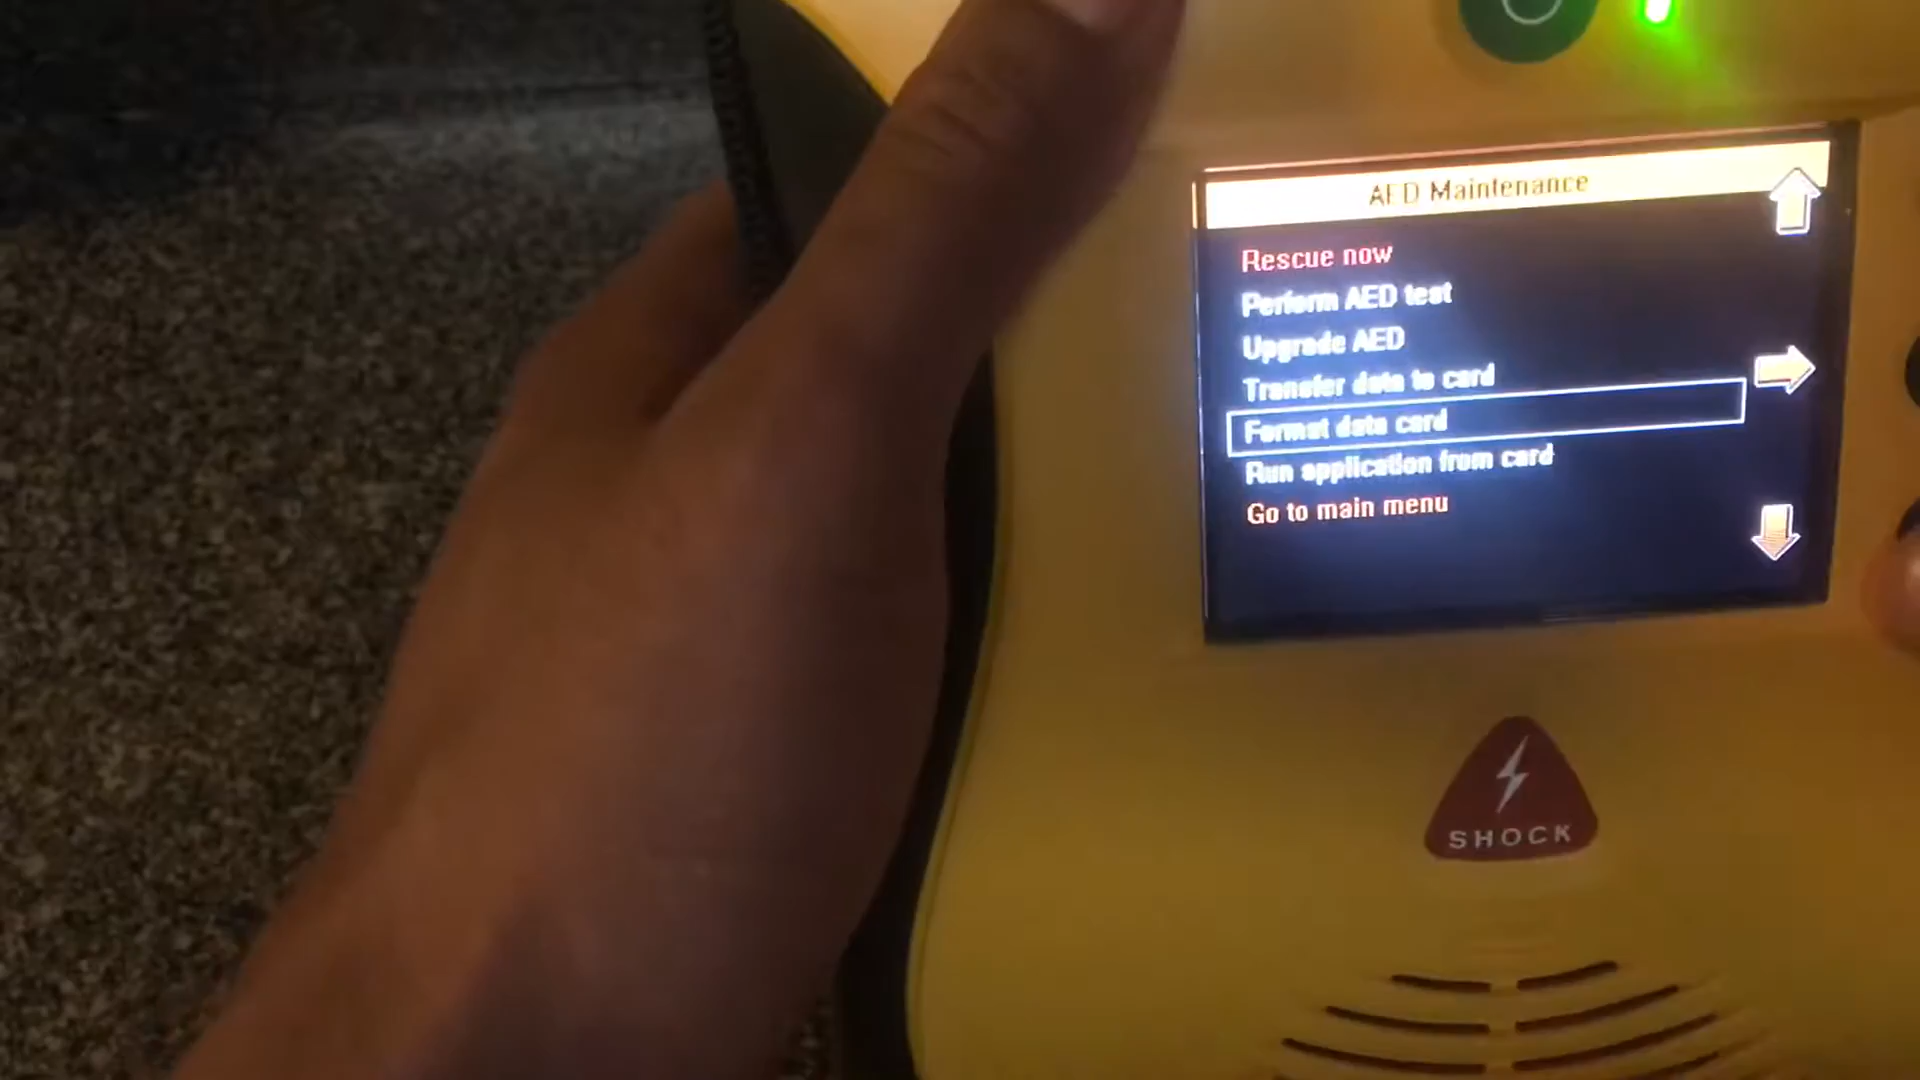 AED Maintenance
Rescue now
Perform AED test
Upgrade AED
Transfer data to card
Format data card
Run application from card
Go to main menu
SHOCK